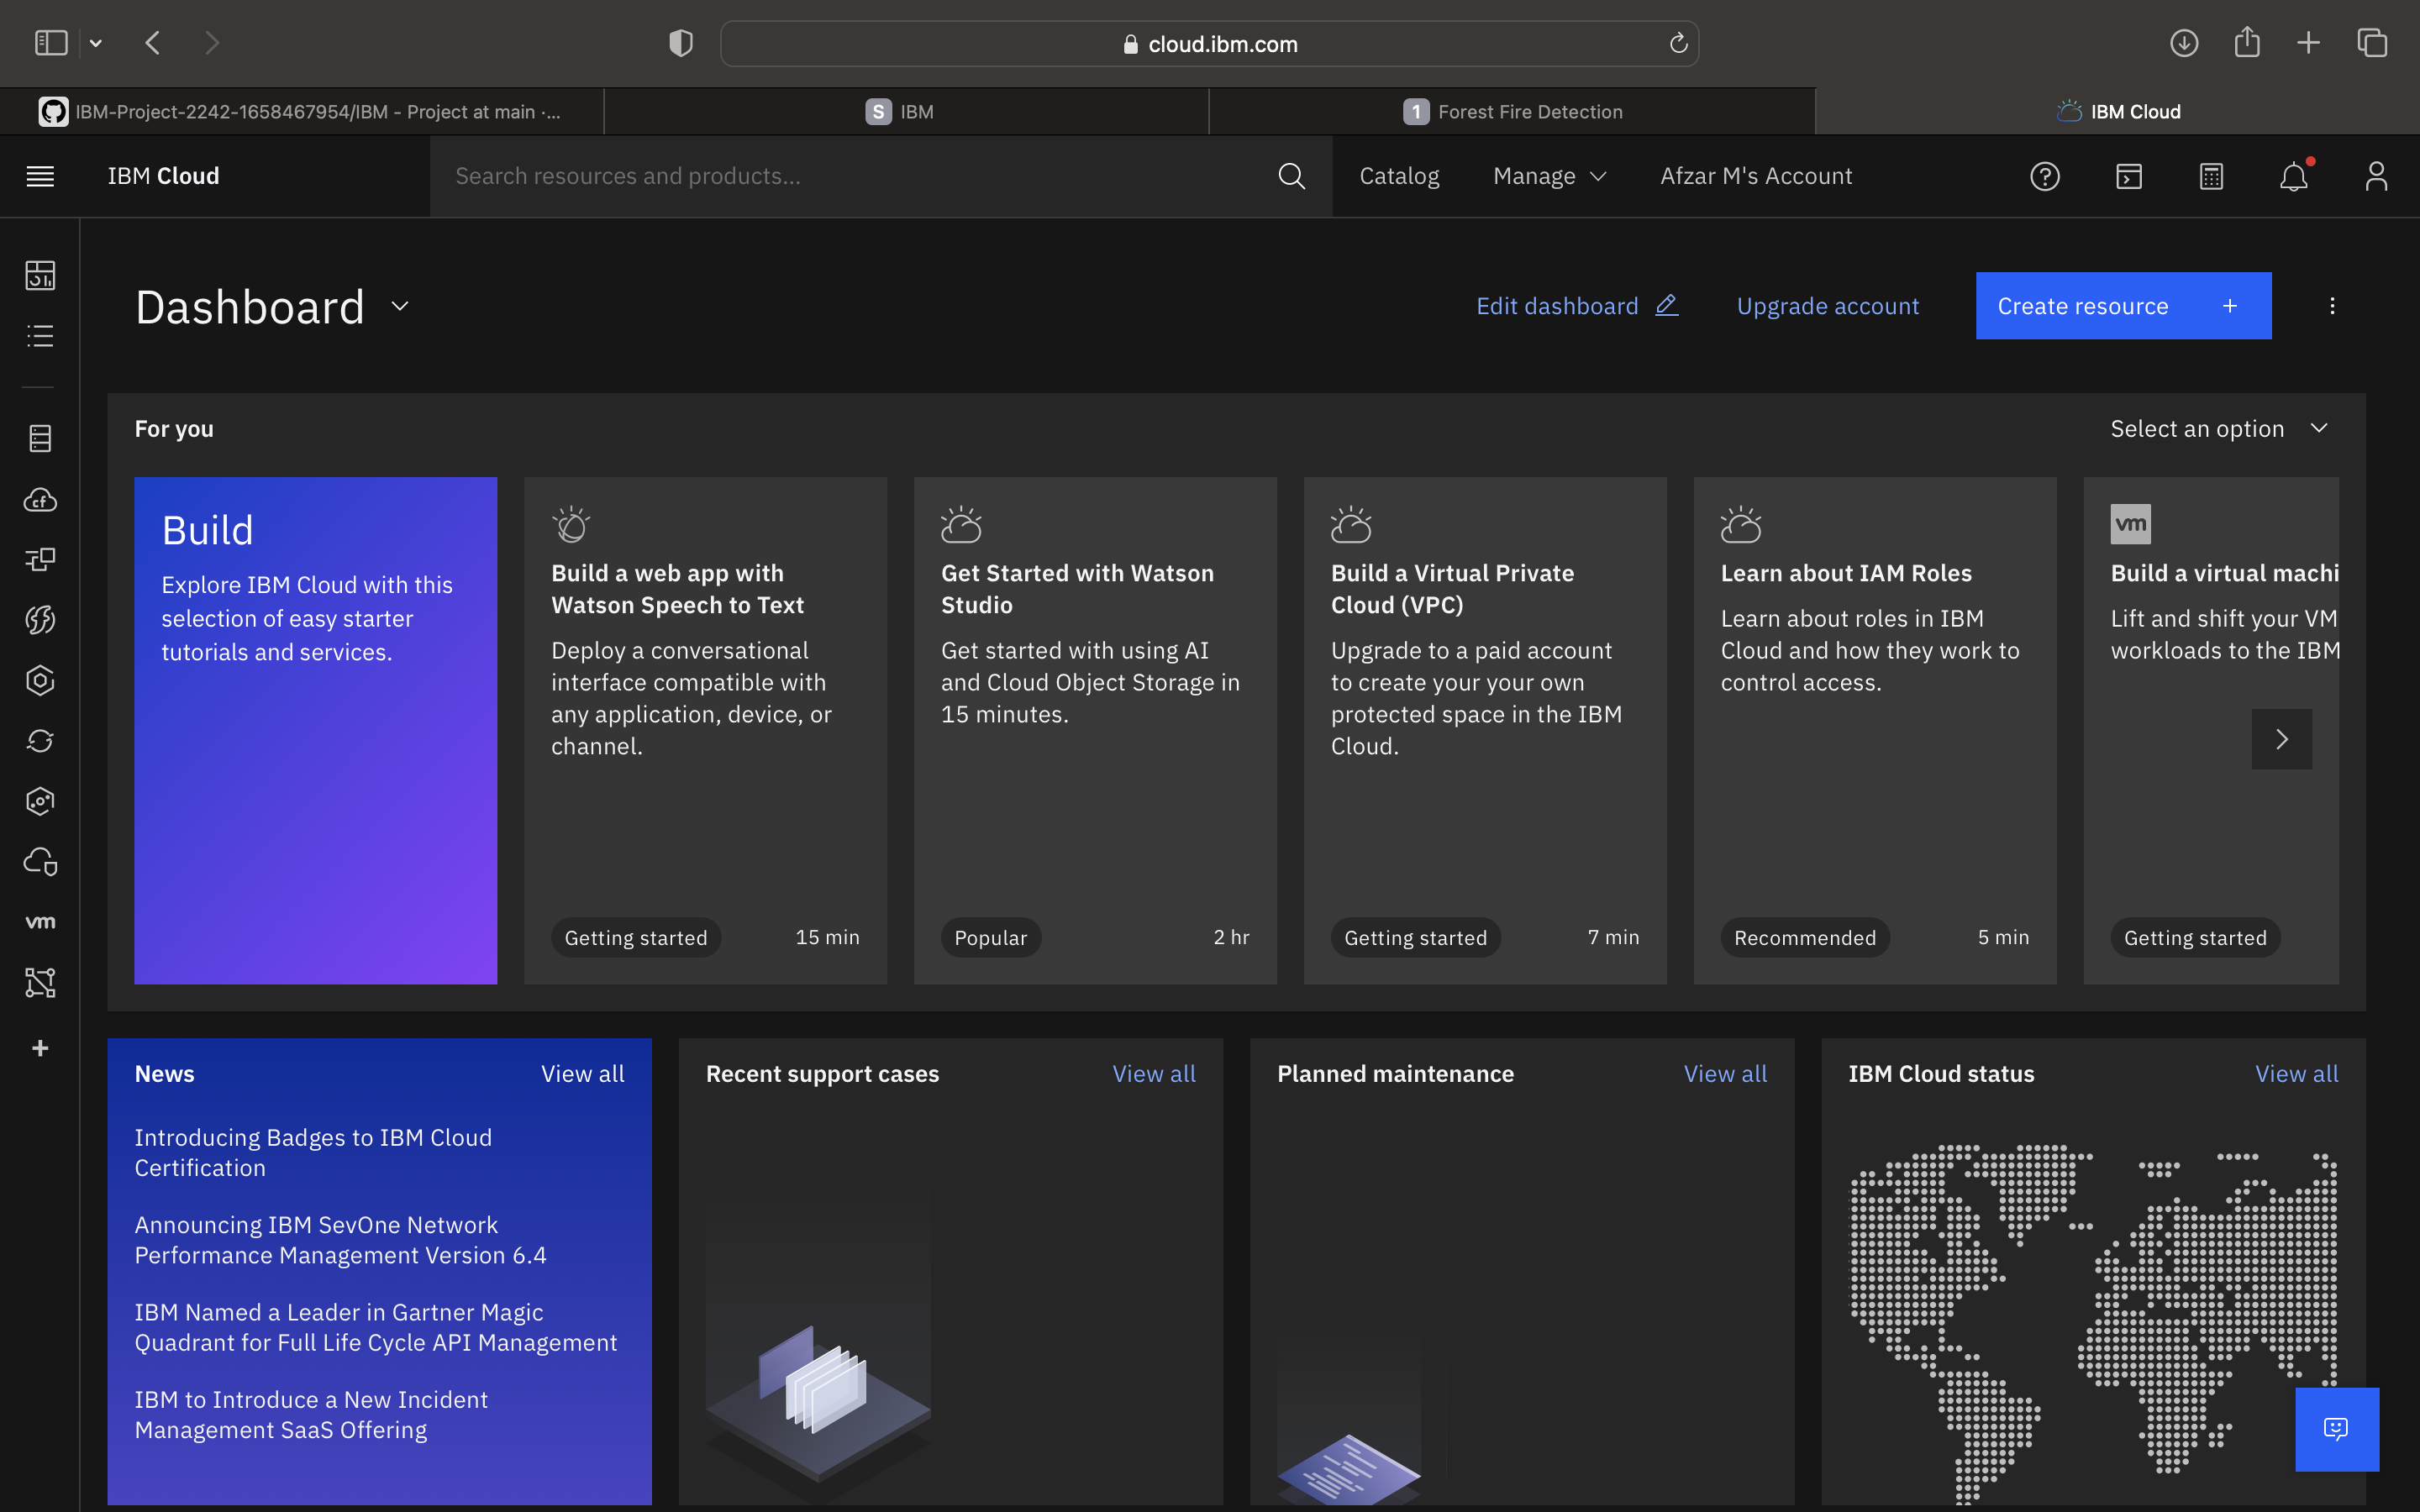 cloud.ibm.com
IBM-Project-2242-1658467954/IBM - Project at main ·...
S IBM
1 Forest Fire Detection
IBM Cloud
IBM Cloud
Search resources and products...
Catalog
Manage
Afzar M's Account
Dashboard
Edit dashboard
Upgrade account
Create resource +
For you
Select an option
Build
Explore IBM Cloud with this
selection of easy starter
tutorials and services.
Build a web app with
Watson Speech to Text
Deploy a conversational
interface compatible with
any application, device, or
channel.
Getting started 15 min
Get Started with Watson
Studio
Get started with using AI
and Cloud Object Storage in
15 minutes.
Popular 2 hr
Build a Virtual Private
Cloud (VPC)
Upgrade to a paid account
to create your your own
protected space in the IBM
Cloud.
Getting started 7 min
Learn about IAM Roles
Learn about roles in IBM
Cloud and how they work to
control access.
Recommended 5 min
vm
Build a virtual machi
Lift and shift your VM
workloads to the IBM
Getting started
cf
vm
News View all
Introducing Badges to IBM Cloud
Certification
Announcing IBM SevOne Network
Performance Management Version 6.4
IBM Named a Leader in Gartner Magic
Quadrant for Full Life Cycle API Management
IBM to Introduce a New Incident
Management SaaS Offering
Recent support cases View all
Planned maintenance View all
IBM Cloud status View all